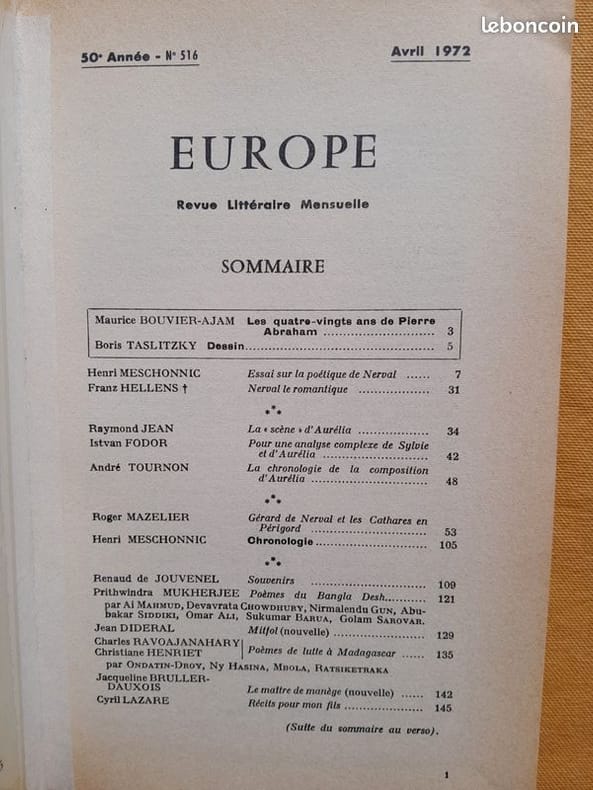 leboncoin
50e Année - N° 516 Avril 1972
EUROPE
Revue Littéraire Mensuelle
SOMMAIRE
Maurice BOUVIER-AJAM Les quatre-vingts ans de Pierre
Abraham .......................... 3
Boris TASLITZKY Dessin............................................. 5
Henri MESCHONNIC Essai sur la poétique de Nerval ...... 7
Franz HELLENS † Nerval le romantique ................. 31
Raymond JEAN La « scène » d'Aurélia ................. 34
Istvan FODOR Pour une analyse complexe de Sylvie
et d'Aurélia ......................... 42
André TOURNON La chronologie de la composition
d'Aurélia ............................ 48
Roger MAZELIER Gérard de Nerval et les Cathares en
Périgord ............................. 53
Henri MESCHONNIC Chronologie........................... 105
Renaud de JOUVENEL Souvenirs ........................... 109
Prithwindra MUKHERJEE Poèmes du Bangla Desh.......... 121
par Al MAHMUD, Devavrata CHOWDHURY, Nirmalendu GUN, Abu-
bakar SIDDIKI, Omar ALI, Sukumar BARUA, Golam SAROVAR.
Jean DIDERAL Mitfol (nouvelle) ...................... 129
Charles RAVOAJANAHARY
Christiane HENRIET Poèmes de lutte à Madagascar ...... 135
par ONDATIN-DROY, Ny HASINA, MBOLA, RATSIKETRAKA
Jacqueline BRULLER-
DAUXOIS Le maître de manège (nouvelle) ...... 142
Cyril LAZARE Récits pour mon fils .................... 145
(Suite du sommaire au verso).
1